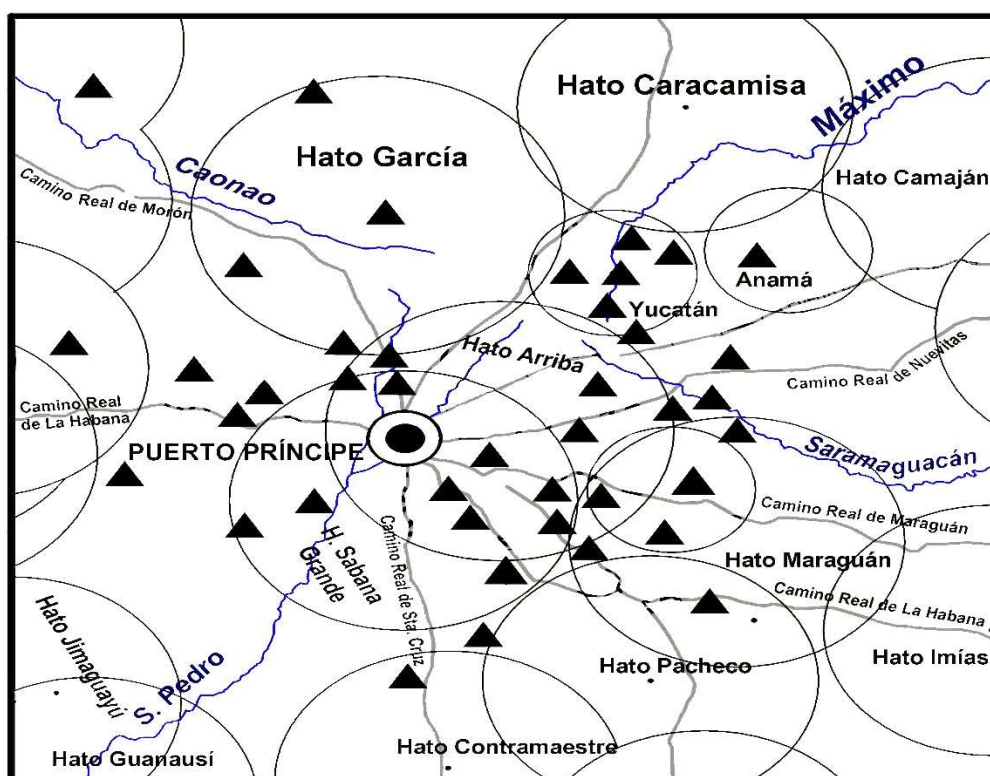 Hato Caracamisa
Máximo
Hato García
Caonao
Camino Real de Morón
Hato Camaján
Anamá
Yucatán
Hato Arriba
Camino Real de Nuevitas
Camino Real
de La Habana
PUERTO PRÍNCIPE
Saramaguacán
Camino Real de Maraguán
H. Sabana
Grande
Camino Real de Sta. Cruz
Hato Maraguán
Camino Real de La Habana
Hato Jimaguayú
S. Pedro
Hato Pacheco
Hato Imías
Hato Contramaestre
Hato Guanausí